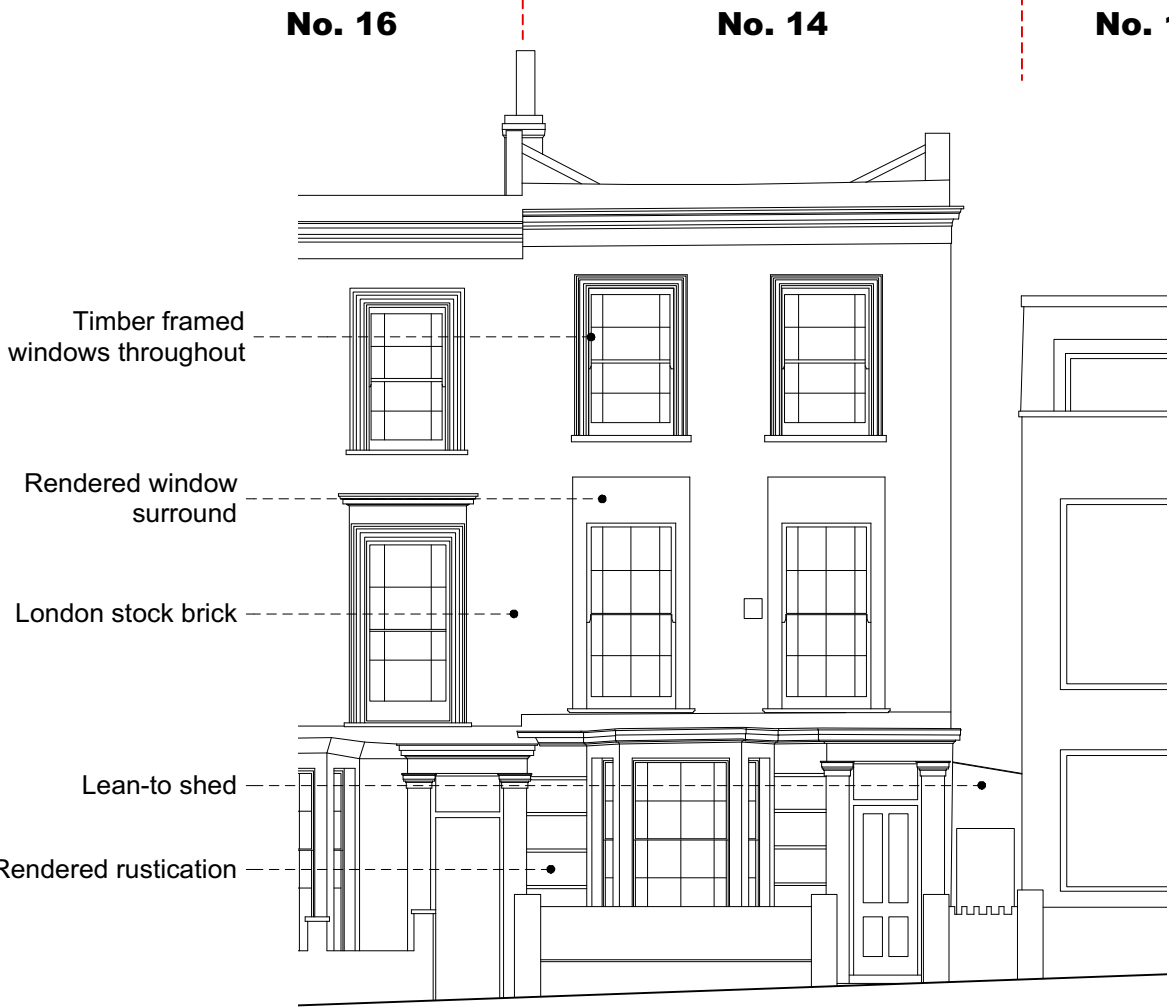 No. 16
No. 14
No.
Timber framed
windows throughout
Rendered window
surround
London stock brick
Lean-to shed
Rendered rustication